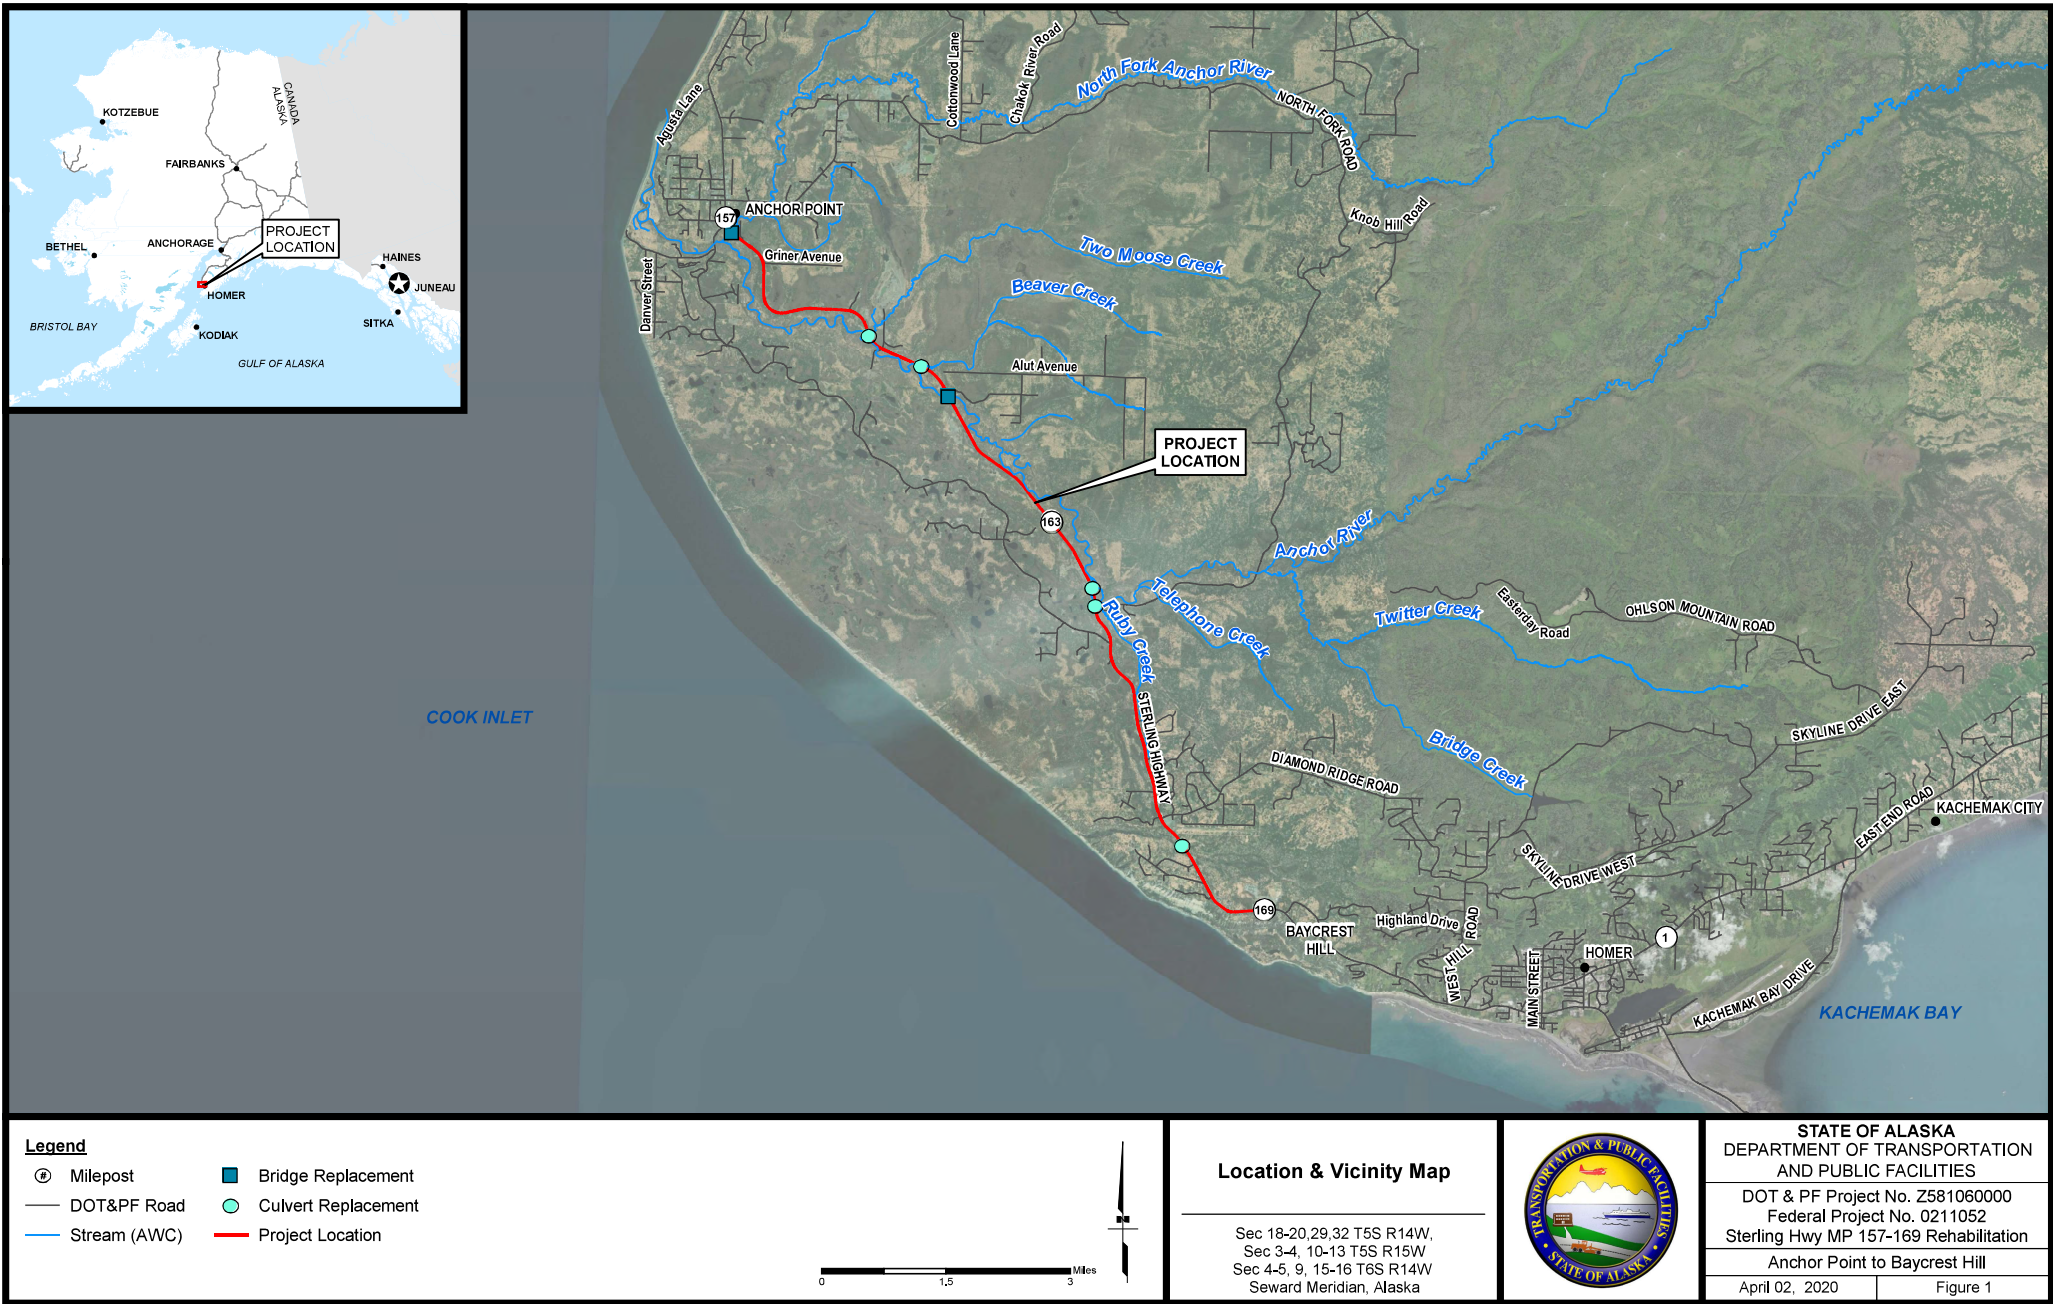 KOTZEBUE
CANADA
ALASKA
FAIRBANKS
PROJECT
LOCATION
BETHEL
ANCHORAGE
HAINES
JUNEAU
HOMER
SITKA
BRISTOL BAY
KODIAK
GULF OF ALASKA
Agusta Lane
Cottonwood Lane
Chakok River Road
North Fork Anchor River
NORTH FORK ROAD
Knob Hill Road
157
ANCHOR POINT
Griner Avenue
Danver Street
Two Moose Creek
Beaver Creek
Alut Avenue
PROJECT
LOCATION
163
Anchor River
Telephone Creek
Ruby Creek
Twitter Creek
Easterday Road
OHLSON MOUNTAIN ROAD
COOK INLET
STERLING HIGHWAY
SKYLINE DRIVE EAST
Bridge Creek
DIAMOND RIDGE ROAD
EAST END ROAD
KACHEMAK CITY
SKYLINE DRIVE WEST
169
BAYCREST
HILL
Highland Drive
WEST HILL ROAD
MAIN STREET
HOMER
1
KACHEMAK BAY DRIVE
KACHEMAK BAY
Legend
# Milepost
DOT&PF Road
Stream (AWC)
Bridge Replacement
Culvert Replacement
Project Location
N
0 1.5 3 Miles
Location & Vicinity Map
Sec 18-20,29,32 T5S R14W,
Sec 3-4, 10-13 T5S R15W
Sec 4-5, 9, 15-16 T6S R14W
Seward Meridian, Alaska
TRANSPORTATION & PUBLIC FACILITIES
STATE OF ALASKA
STATE OF ALASKA
DEPARTMENT OF TRANSPORTATION
AND PUBLIC FACILITIES
DOT & PF Project No. Z581060000
Federal Project No. 0211052
Sterling Hwy MP 157-169 Rehabilitation
Anchor Point to Baycrest Hill
April 02, 2020
Figure 1